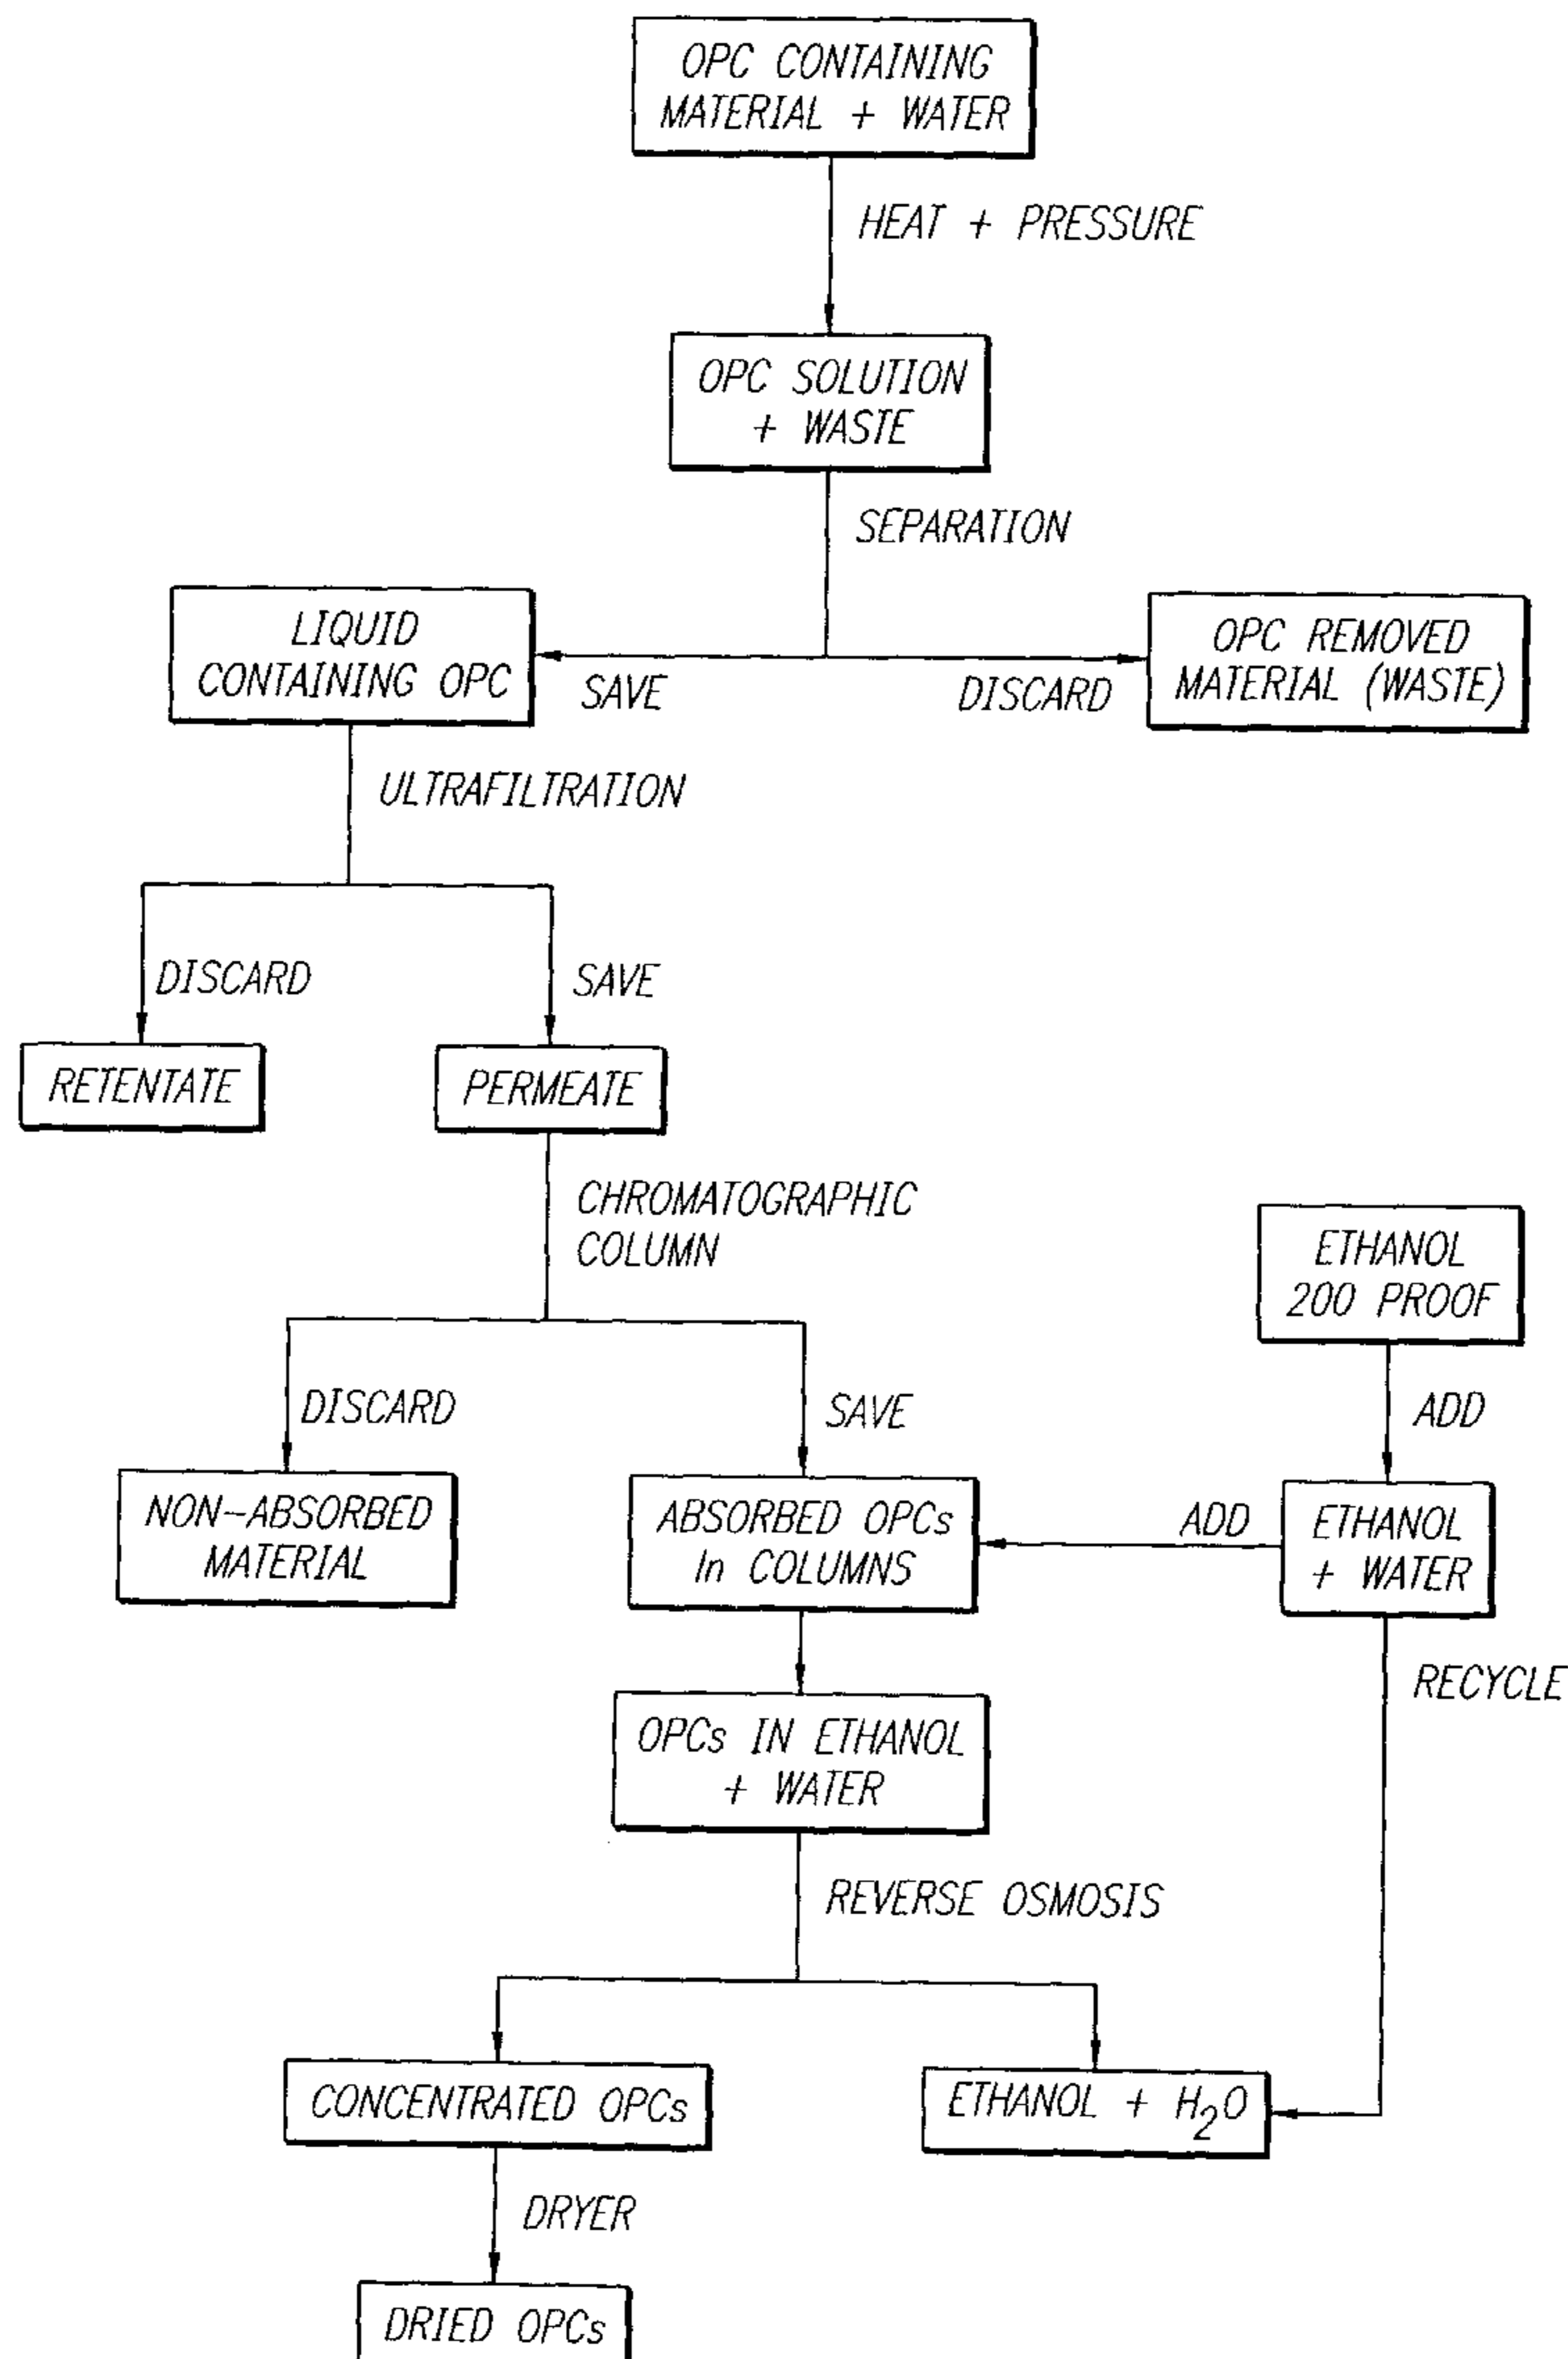 OPC CONTAINING
MATERIAL + WATER
HEAT + PRESSURE
OPC SOLUTION
+ WASTE
SEPARATION
LIQUID
CONTAINING OPC
SAVE
DISCARD
OPC REMOVED
MATERIAL (WASTE)
ULTRAFILTRATION
DISCARD
SAVE
RETENTATE
PERMEATE
CHROMATOGRAPHIC
COLUMN
ETHANOL
200 PROOF
DISCARD
SAVE
ADD
NON-ABSORBED
MATERIAL
ABSORBED OPCs
In COLUMNS
ADD
ETHANOL
+ WATER
RECYCLE
OPCs IN ETHANOL
+ WATER
REVERSE OSMOSIS
CONCENTRATED OPCs
ETHANOL + H₂O
DRYER
DRIED OPCs